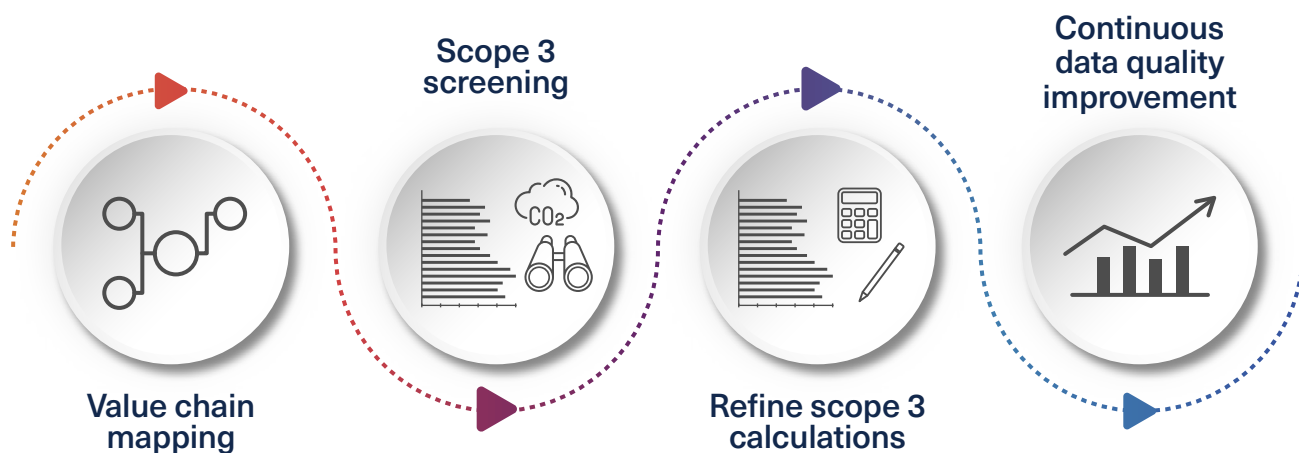 Value chain
mapping
Scope 3
screening
CO2
Refine scope 3
calculations
Continuous
data quality
improvement